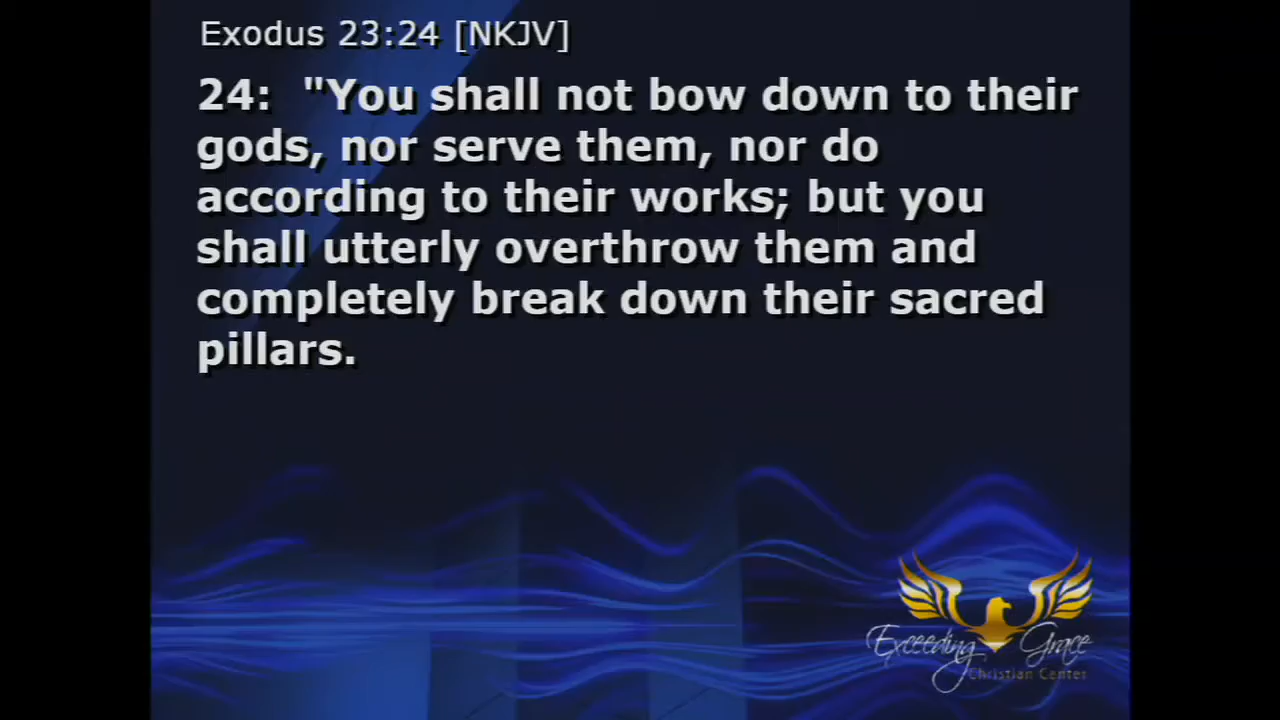 Exodus 23:24 [NKJV]
24: "You shall not bow down to their
gods, nor serve them, nor do
according to their works; but you
shall utterly overthrow them and
completely break down their sacred
pillars.
Exceeding Grace
Christian Center